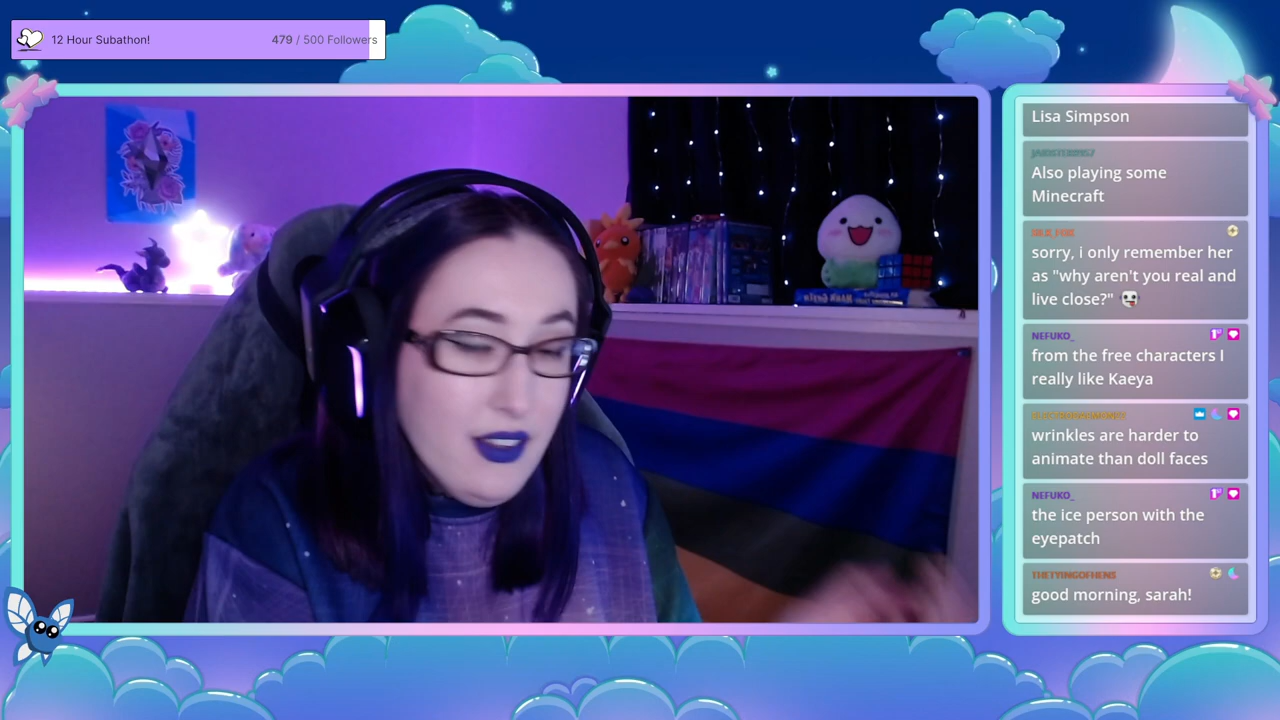 12 Hour Subathon!
479 / 500 Followers
Lisa Simpson
Also playing some
Minecraft
sorry, i only remember her
as "why aren't you real and
live close?"
NEFUKO_
from the free characters I
really like Kaeya
wrinkles are harder to
animate than doll faces
NEFUKO_
the ice person with the
eyepatch
THETYINGOFHENS
good morning, sarah!